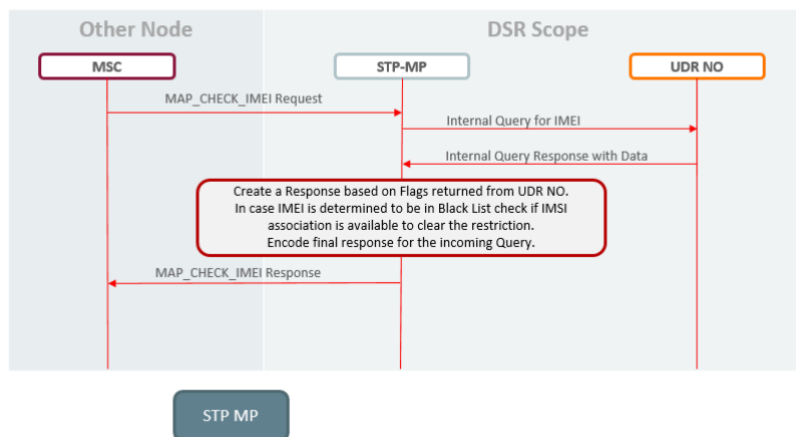 Other Node
DSR Scope
MSC
STP-MP
UDR NO
MAP_CHECK_IMEI Request
Internal Query for IMEI
Internal Query Response with Data
Create a Response based on Flags returned from UDR NO.
In case IMEI is determined to be in Black List check if IMSI
association is available to clear the restriction.
Encode final response for the incoming Query.
MAP_CHECK_IMEI Response
STP MP